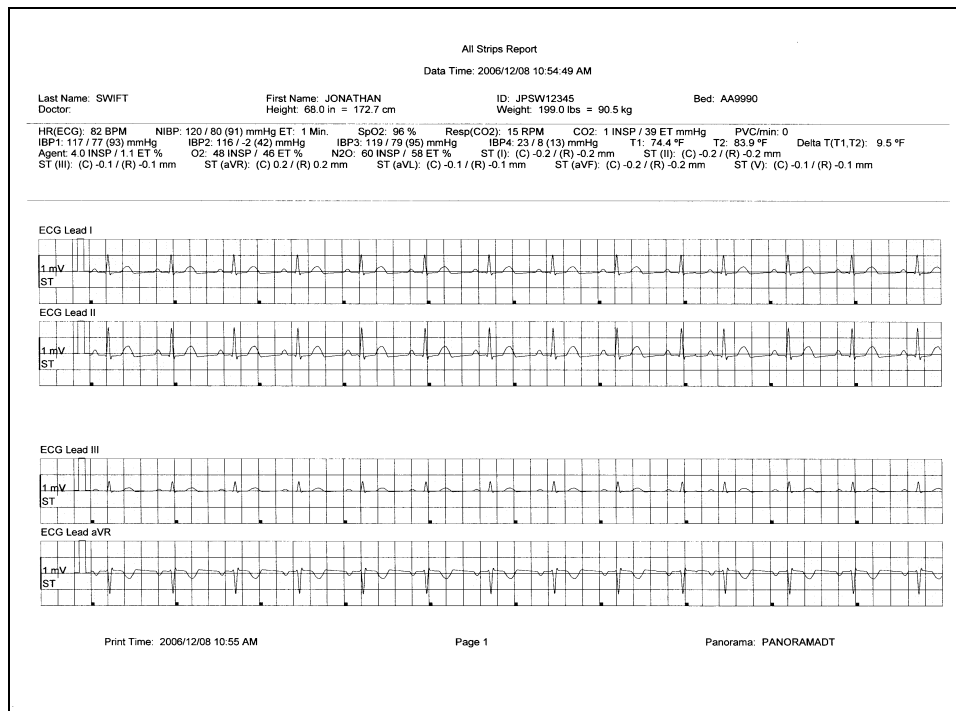 All Strips Report
Data Time: 2006/12/08 10:54:49 AM
Last Name: SWIFT First Name: JONATHAN ID: JPSW12345 Bed: AA9990
Doctor: Height: 68.0 in = 172.7 cm Weight: 199.0 lbs = 90.5 kg
HR(ECG): 82 BPM NIBP: 120 / 80 (91) mmHg ET: 1 Min. SpO2: 96 % Resp(CO2): 15 RPM CO2: 1 INSP / 39 ET mmHg PVC/min: 0
IBP1: 117 / 77 (93) mmHg IBP2: 116 / -2 (42) mmHg IBP3: 119 / 79 (95) mmHg IBP4: 23 / 8 (13) mmHg T1: 74.4 ºF T2: 83.9 ºF Delta T(T1,T2): 9.5 ºF
Agent: 4.0 INSP / 1.1 ET % O2: 48 INSP / 46 ET % N2O: 60 INSP / 58 ET % ST (I): (C) -0.2 / (R) -0.2 mm ST (II): (C) -0.2 / (R) -0.2 mm
ST (III): (C) -0.1 / (R) -0.1 mm ST (aVR): (C) 0.2 / (R) 0.2 mm ST (aVL): (C) -0.1 / (R) -0.1 mm ST (aVF): (C) -0.2 / (R) -0.2 mm ST (V): (C) -0.1 / (R) -0.1 mm
ECG Lead I
1 mV
ST
ECG Lead II
1 mV
ST
ECG Lead III
1 mV
ST
ECG Lead aVR
1 mV
ST
Print Time: 2006/12/08 10:55 AM Page 1 Panorama: PANORAMADT